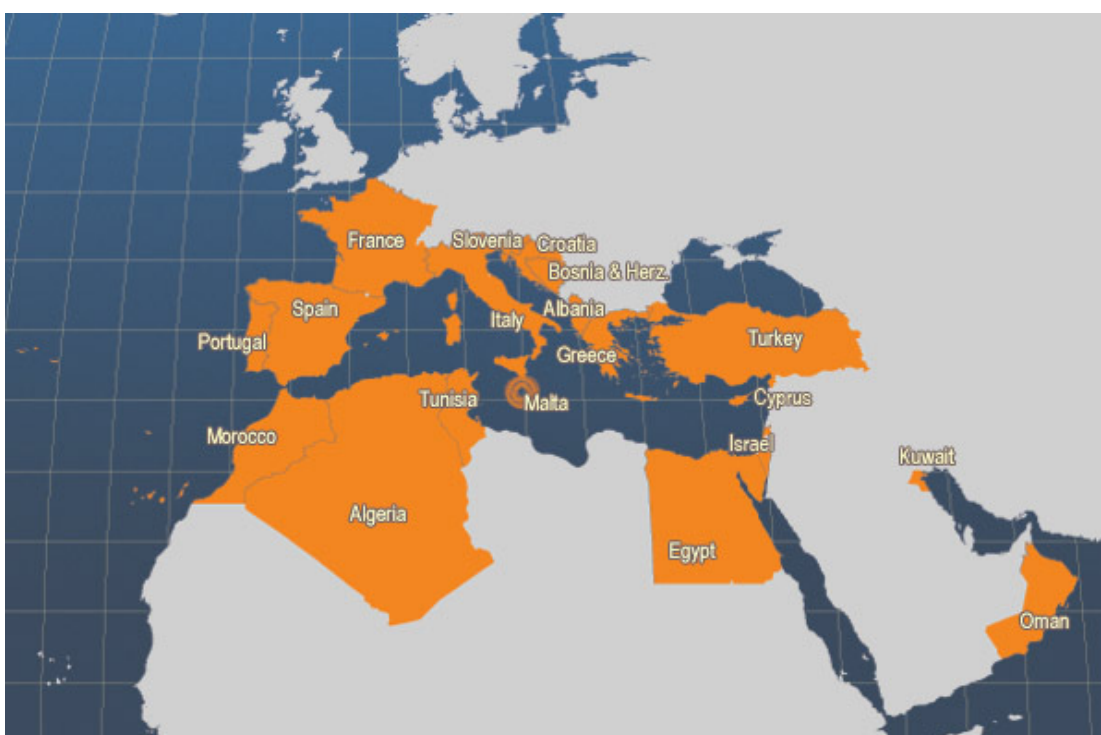 France
Slovenia
Croatia
Bosnia & Herz.
Spain
Portugal
Italy
Albania
Greece
Turkey
Tunisia
Malta
Cyprus
Morocco
Israel
Kuwait
Algeria
Egypt
Oman